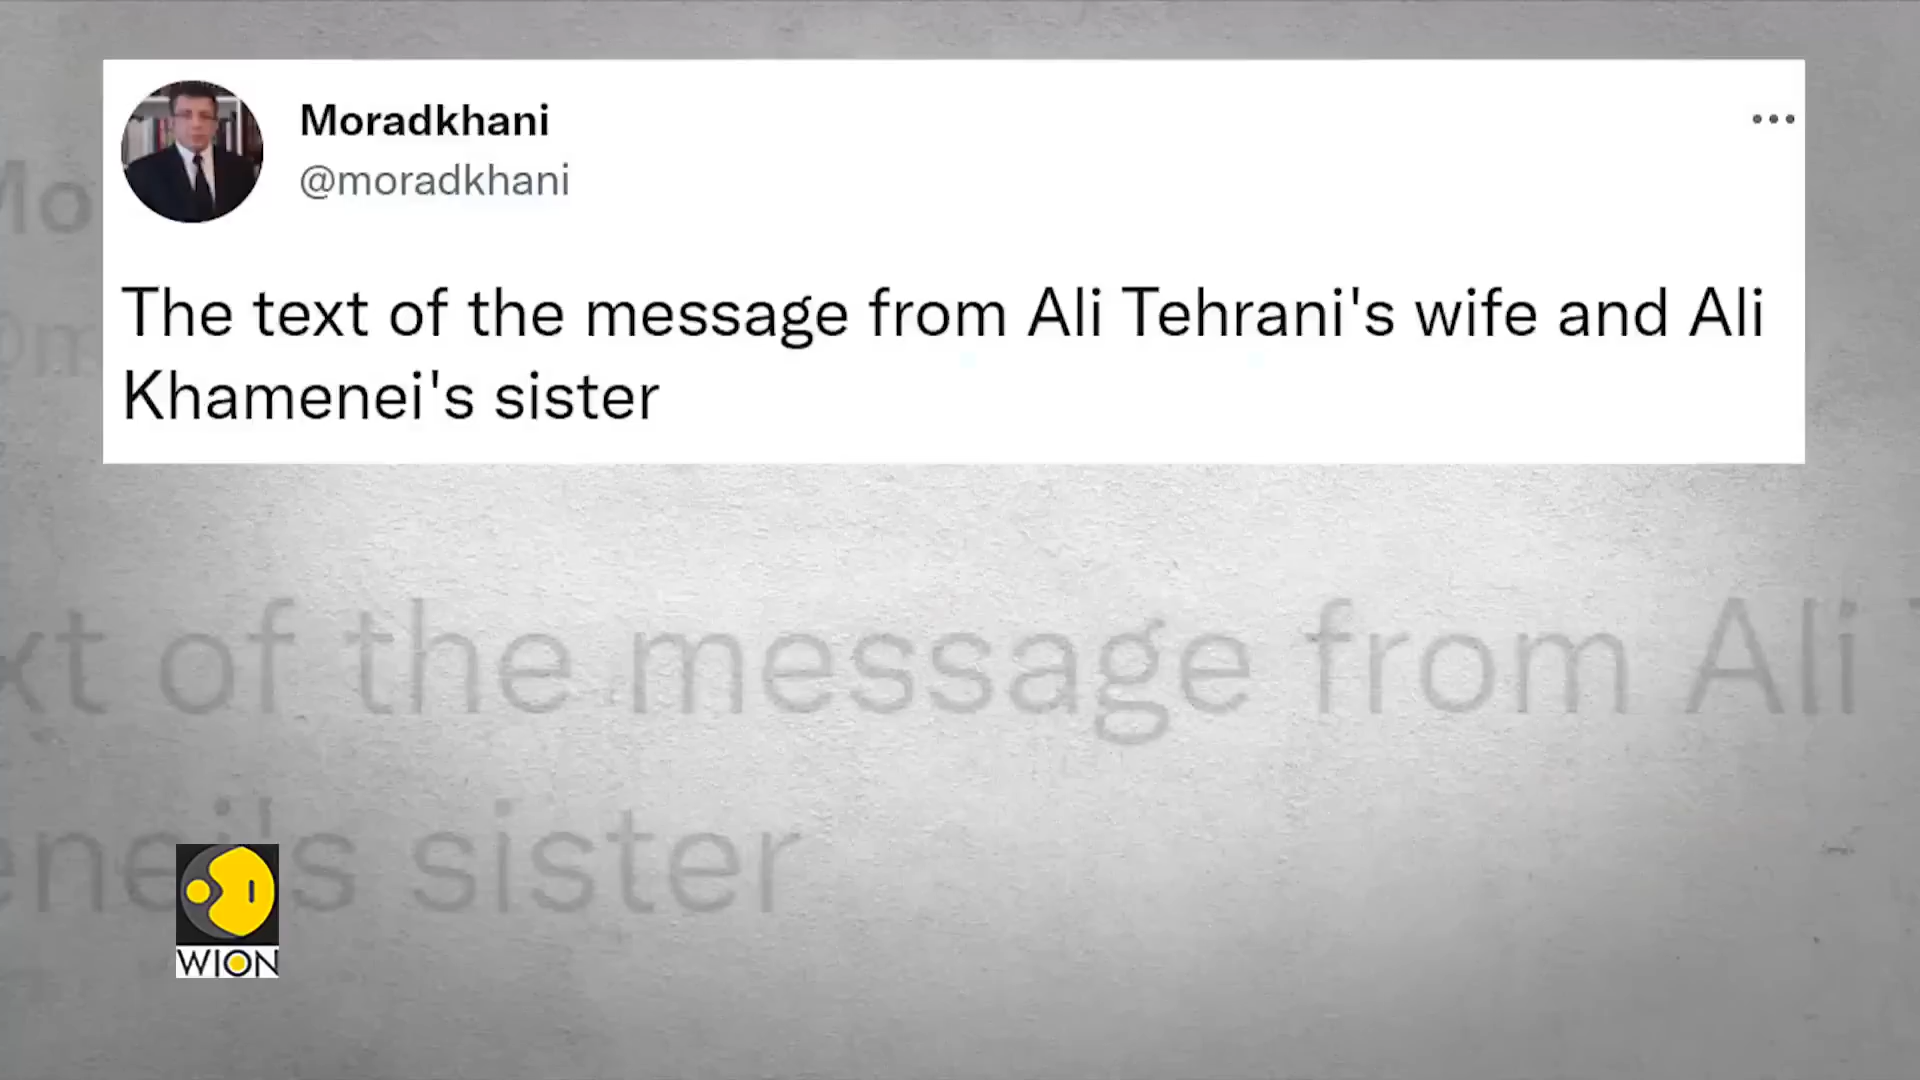 Moradkhani
@moradkhani
The text of the message from Ali Tehrani's wife and Ali
Khamenei's sister
xt of the message from Ali
enei's sister
WION